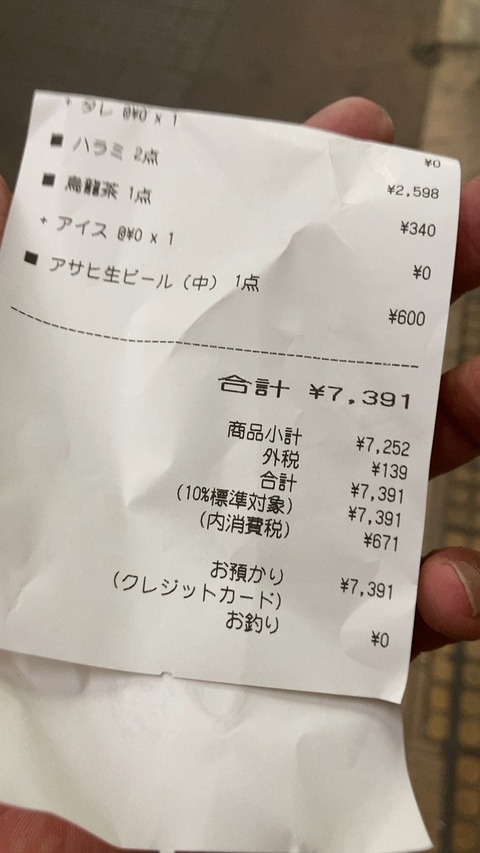 + タレ @¥0 x 1 ¥0
■ ハラミ 2点 ¥2,598
■ 烏龍茶 1点 ¥340
+ アイス @¥0 x 1 ¥0
■ アサヒ生ビール（中） 1点 ¥600
合計 ¥7,391
商品小計 ¥7,252
外税 ¥139
合計 ¥7,391
(10%標準対象) ¥7,391
(内消費税) ¥671
お預かり ¥7,391
(クレジットカード)
お釣り ¥0